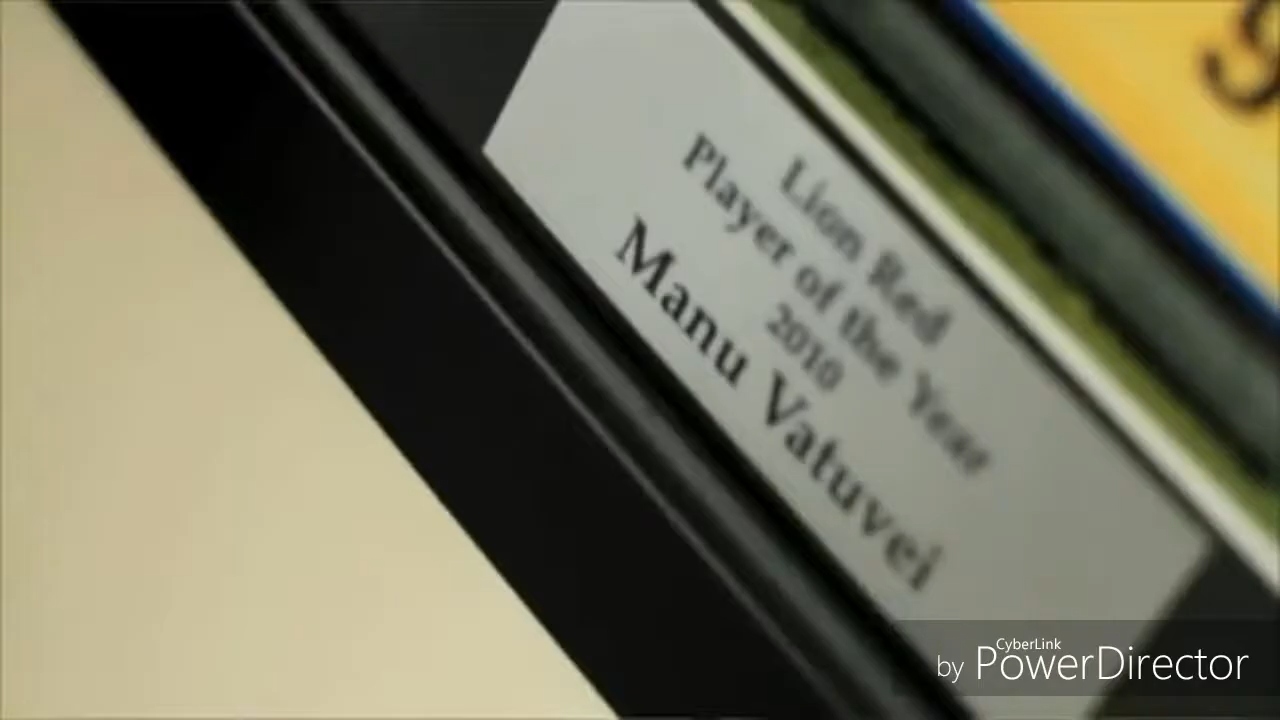 Lion Red
Player of the Year
2010
Manu Vatuvei
CyberLink
by PowerDirector